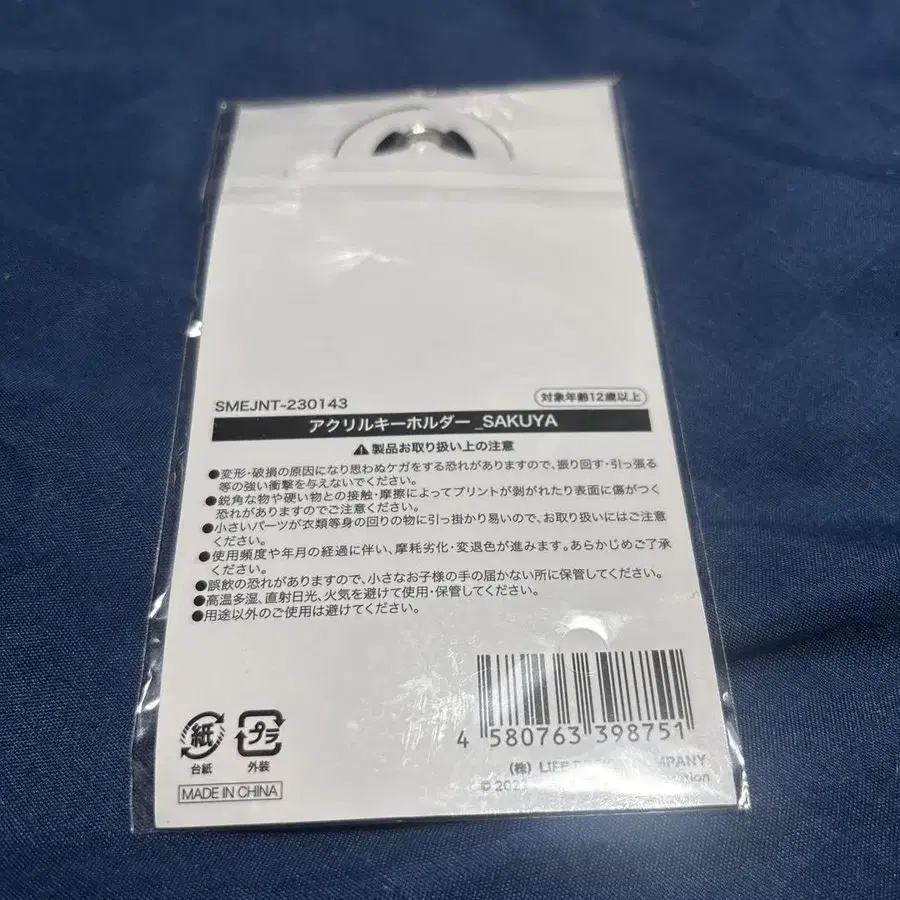 SMEJNT-230143
対象年齢12歳以上
アクリルキーホルダー_SAKUYA
製品お取り扱い上の注意
●変形・破損の原因になり思わぬケガをする恐れがありますので、振り回す・引っ張る
等の強い衝撃を与えないでください。
●鋭角な物や硬い物との接触・摩擦によってプリントが剥がれたり表面に傷がつく
恐れがありますのでご注意ください。
●小さいパーツが衣類等身の回りの物に引っ掛かり易いので、お取り扱いにはご注意
ください。
●使用頻度や年月の経過に伴い、摩耗劣化・変退色が進みます。あらかじめご了承
ください。
●誤飲の恐れがありますので、小さなお子様の手の届かない所に保管してください。
●高温多湿、直射日光、火気を避けて使用・保管してください。
●用途以外のご使用は避けてください。
紙
台紙
プラ
外装
MADE IN CHINA
4 580763 398751
(株) LIFE
©